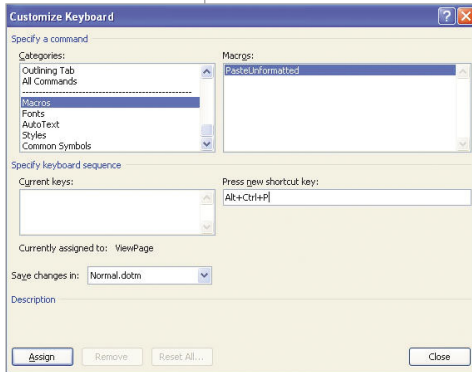 Customize Keyboard
Specify a command
Categories:
Outlining Tab
All Commands
Macros
Fonts
AutoText
Styles
Common Symbols
Macros:
PasteUnformatted
Specify keyboard sequence
Current keys:
Press new shortcut key:
Alt+Ctrl+P
Currently assigned to: ViewPage
Save changes in: Normal.dotm
Description
Assign Remove Reset All... Close